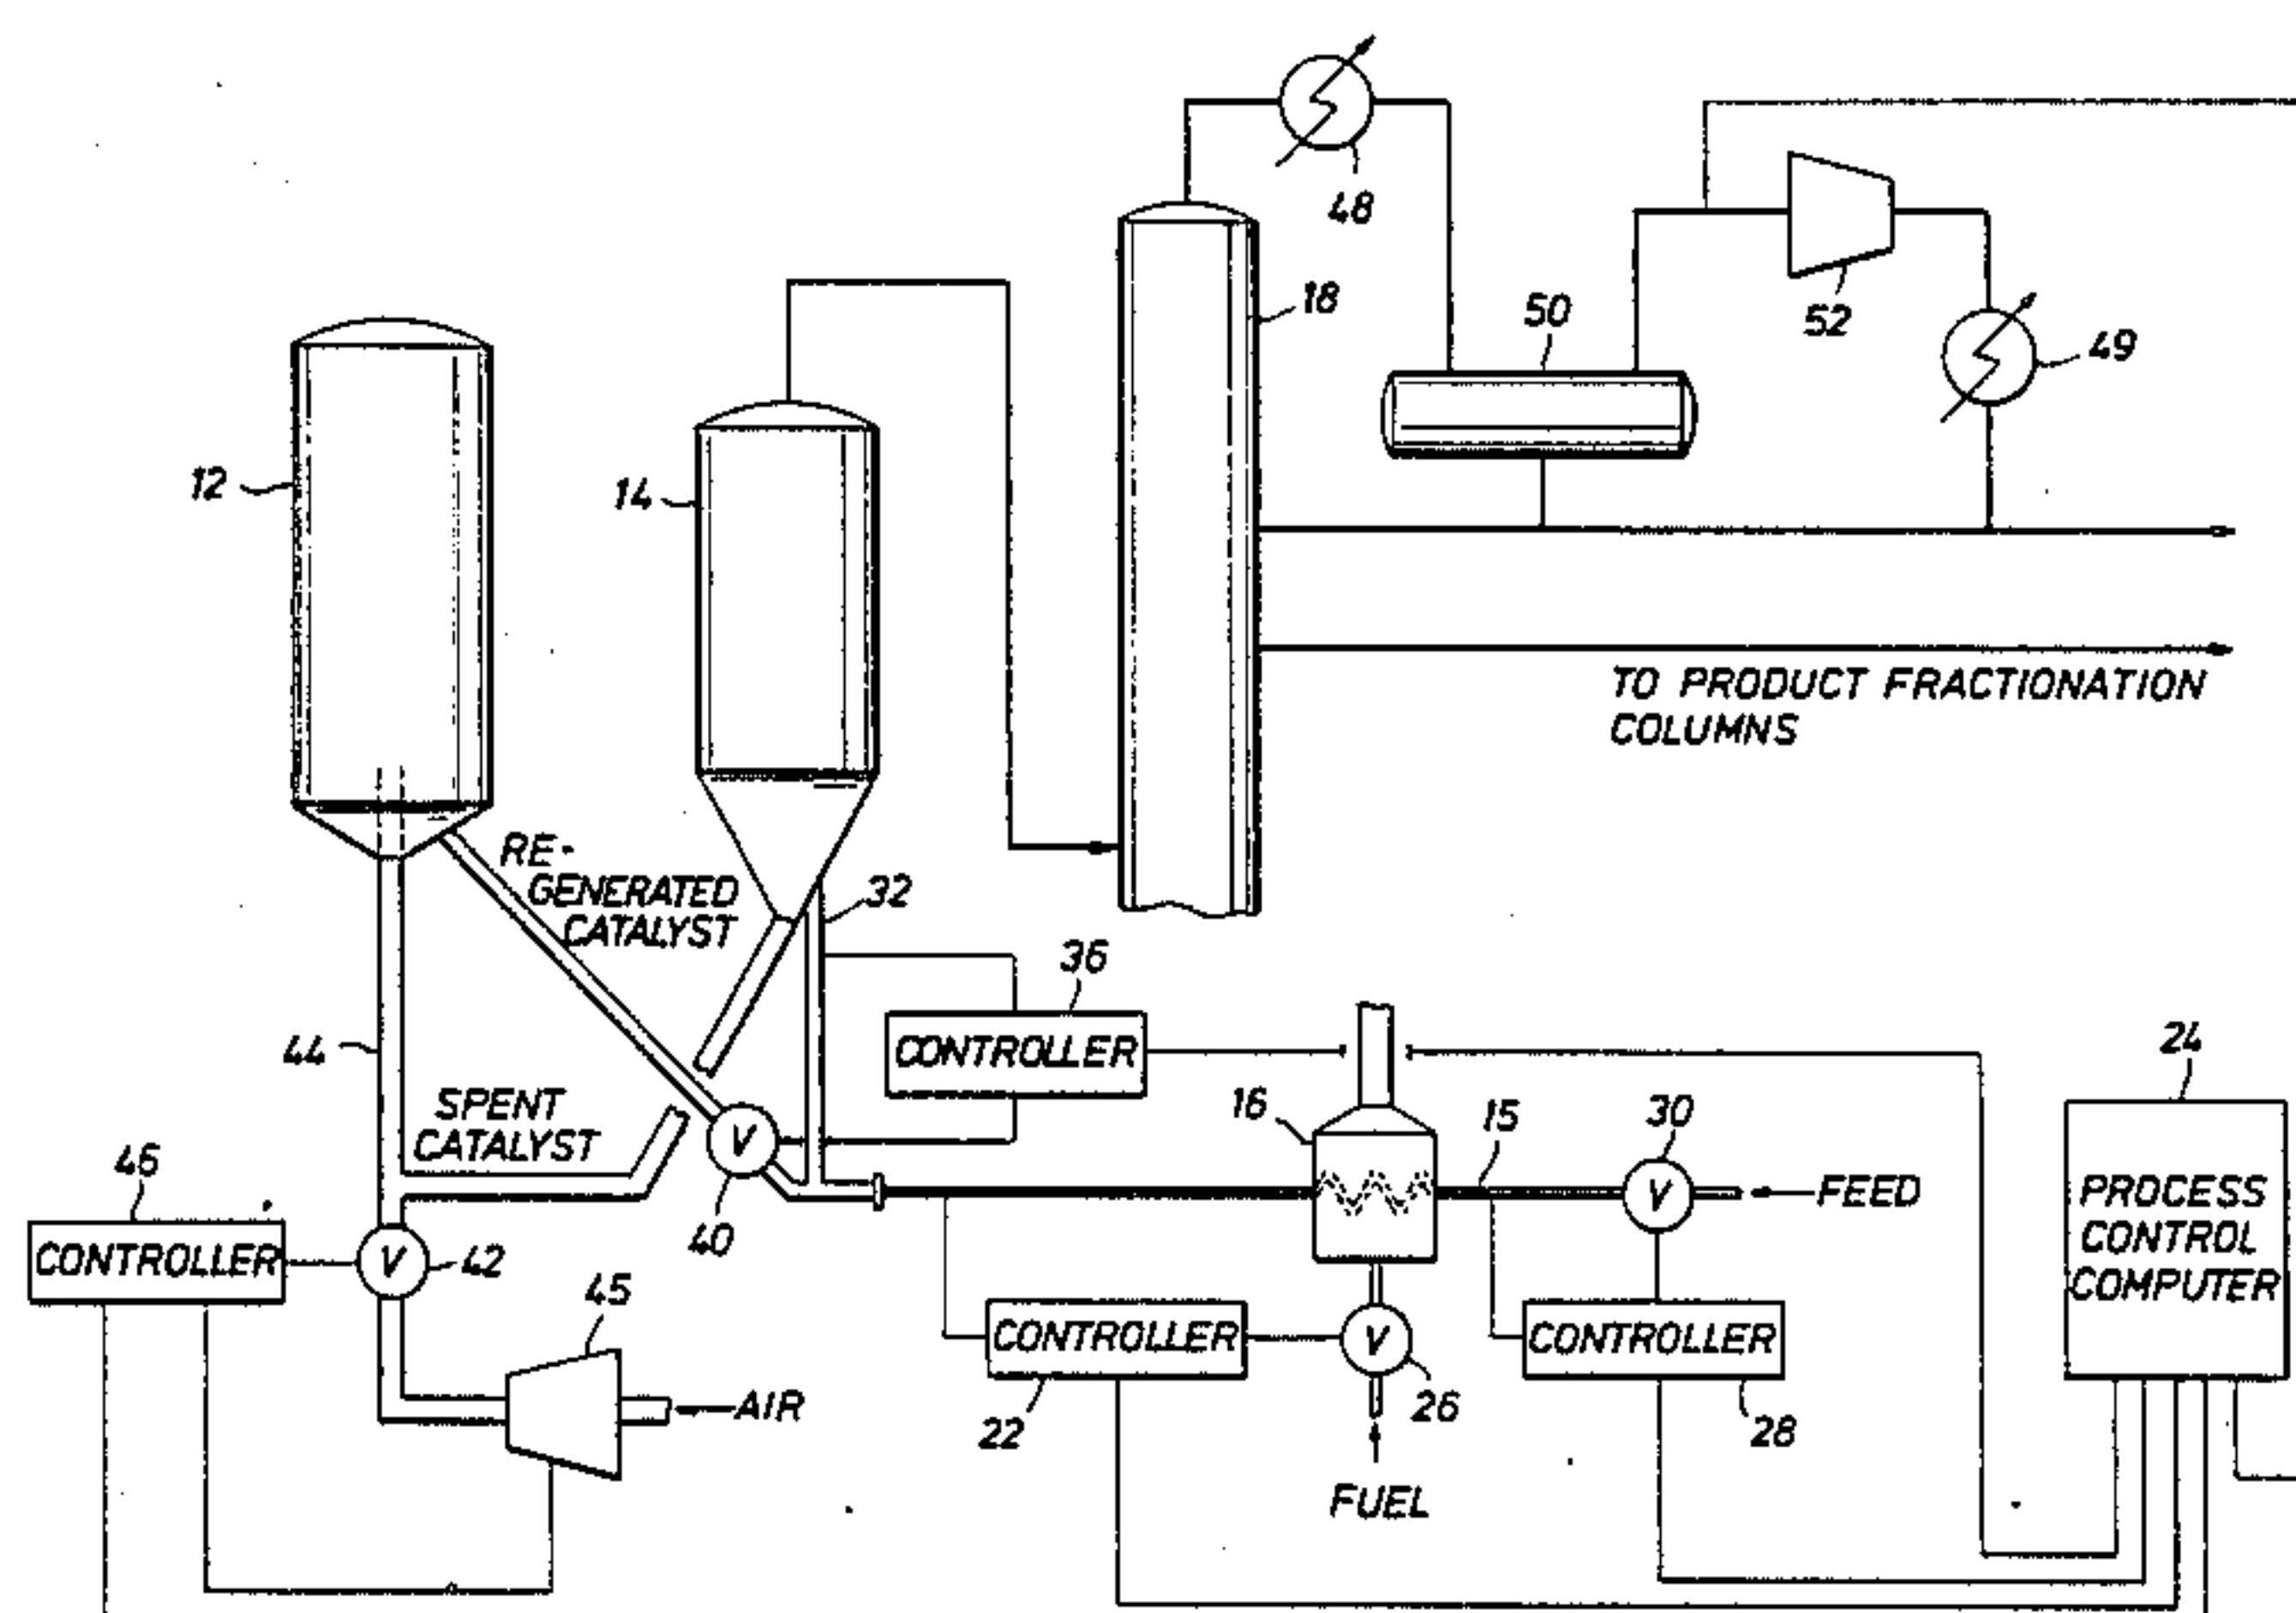 48
18
50
52
49
12
14
TO PRODUCT FRACTIONATION
COLUMNS
RE-
GENERATED
CATALYST
32
36
CONTROLLER
44
24
16
15
30
SPENT
CATALYST
V
V
FEED
PROCESS
CONTROL
COMPUTER
46
40
CONTROLLER
V
42
45
CONTROLLER
V
CONTROLLER
AIR
22
26
28
FUEL